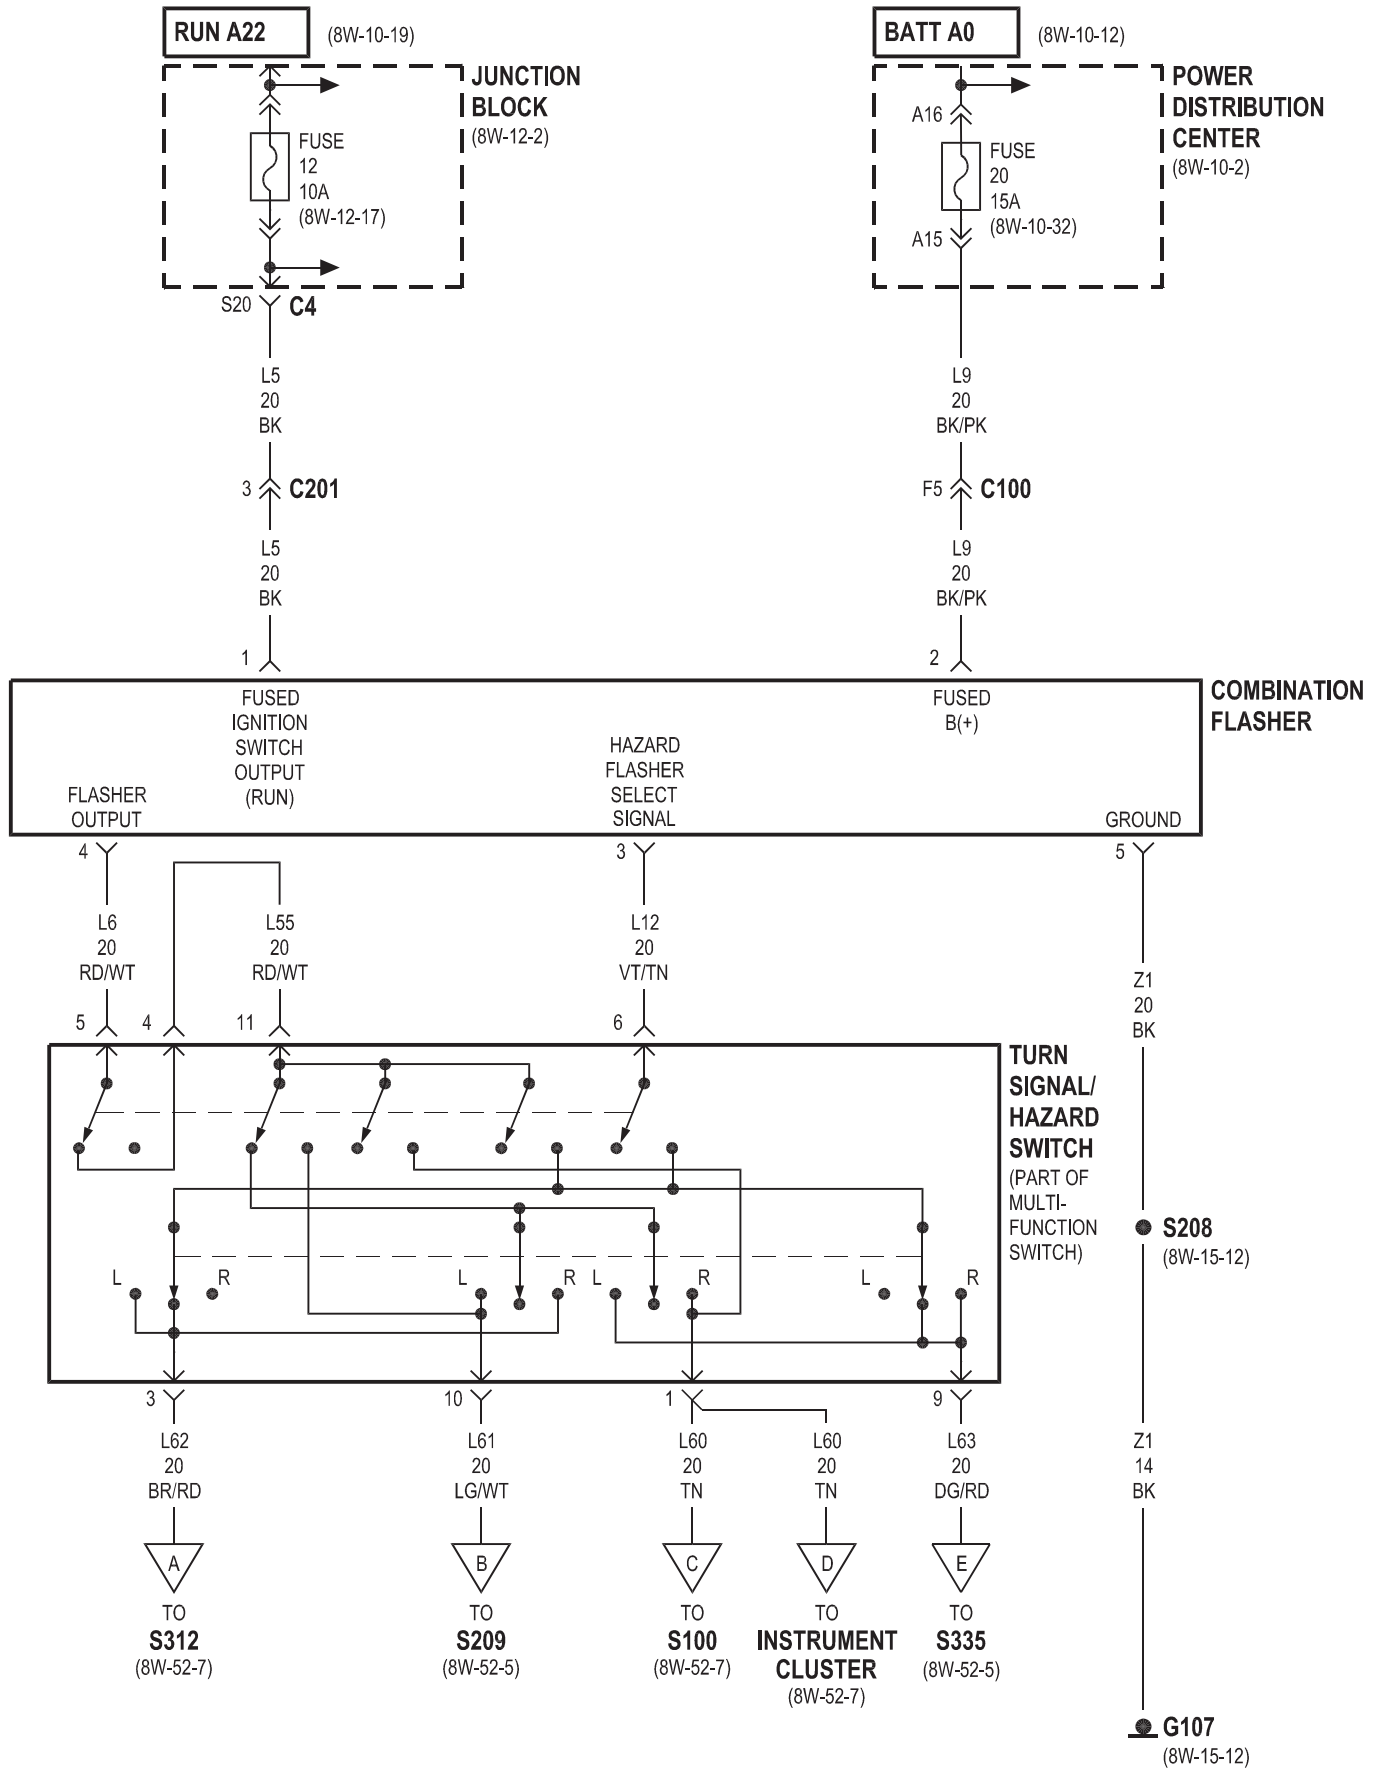 RUN A22
(8W-10-19)
BATT A0
(8W-10-12)
JUNCTION
BLOCK
(8W-12-2)
FUSE
12
10A
(8W-12-17)
S20
C4
POWER
DISTRIBUTION
CENTER
(8W-10-2)
A16
FUSE
20
15A
(8W-10-32)
A15
L5
20
BK
L9
20
BK/PK
3
C201
F5
C100
L5
20
BK
L9
20
BK/PK
1
2
FUSED
IGNITION
SWITCH
OUTPUT
(RUN)
FUSED
B(+)
COMBINATION
FLASHER
FLASHER
OUTPUT
HAZARD
FLASHER
SELECT
SIGNAL
GROUND
4
3
5
L6
20
RD/WT
L55
20
RD/WT
L12
20
VT/TN
Z1
20
BK
5
4
11
6
TURN
SIGNAL/
HAZARD
SWITCH
(PART OF
MULTI-
FUNCTION
SWITCH)
S208
(8W-15-12)
L
R
L
R
L
R
L
R
3
10
1
9
L62
20
BR/RD
L61
20
LG/WT
L60
20
TN
L60
20
TN
L63
20
DG/RD
Z1
14
BK
A
B
C
D
E
TO
S312
(8W-52-7)
TO
S209
(8W-52-5)
TO
S100
(8W-52-7)
TO
INSTRUMENT
CLUSTER
(8W-52-7)
TO
S335
(8W-52-5)
G107
(8W-15-12)